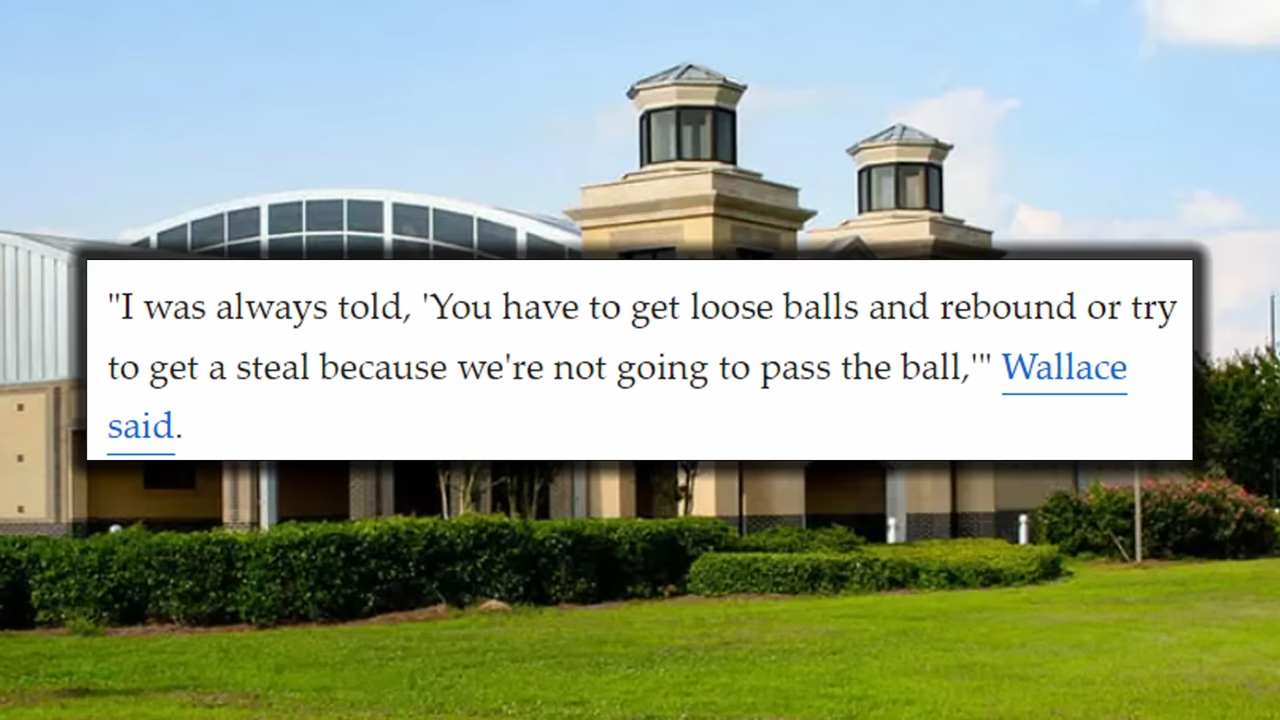 "I was always told, 'You have to get loose balls and rebound or try
to get a steal because we're not going to pass the ball,'" Wallace
said.